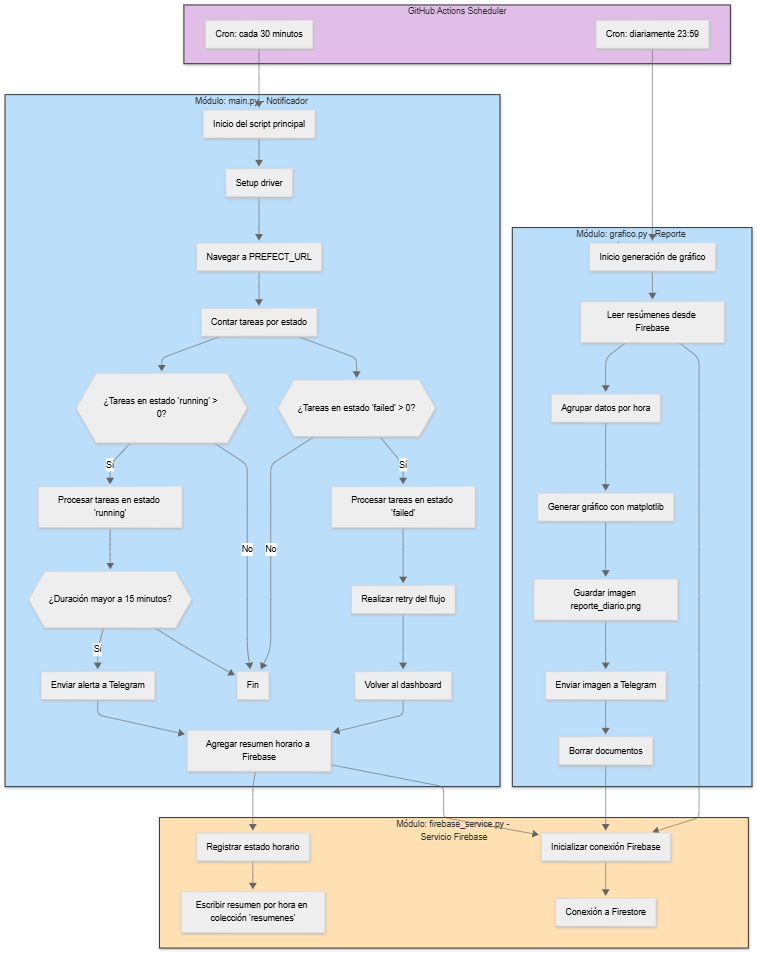 GitHub Actions Scheduler
Cron: cada 30 minutos
Cron: diariamente 23:59
Módulo: main.py - Notificador
Inicio del script principal
Setup driver
Navegar a PREFECT_URL
Contar tareas por estado
¿Tareas en estado 'running' >
0?
¿Tareas en estado 'failed' > 0?
Sí
Sí
Procesar tareas en estado
'running'
Procesar tareas en estado
'failed'
No
No
¿Duración mayor a 15 minutos?
Realizar retry del flujo
Sí
Enviar alerta a Telegram
Fin
Volver al dashboard
Agregar resumen horario a
Firebase
Módulo: grafico.py - Reporte
Inicio generación de gráfico
Leer resúmenes desde
Firebase
Agrupar datos por hora
Generar gráfico con matplotlib
Guardar imagen
reporte_diario.png
Enviar imagen a Telegram
Borrar documentos
Módulo: firebase_service.py -
Servicio Firebase
Registrar estado horario
Inicializar conexión Firebase
Escribir resumen por hora en
colección 'resumenes'
Conexión a Firestore